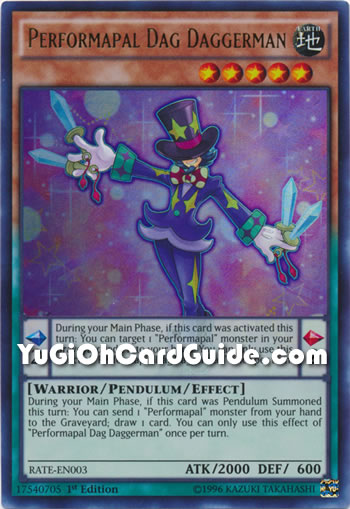 PERFORMAPAL DAG DAGGERMAN
EARTH
地
During your Main Phase, if this card was activated this
turn: You can target 1 "Performapal" monster in your
YuGiOhCardGuide.com
[WARRIOR/PENDULUM/EFFECT]
During your Main Phase, if this card was Pendulum Summoned
this turn: You can send 1 "Performapal" monster from your hand
to the Graveyard; draw 1 card. You can only use this effect of
"Performapal Dag Daggerman" once per turn.
RATE-EN003
ATK/2000 DEF/ 600
17540705 1st Edition
©1996 KAZUKI TAKAHASHI